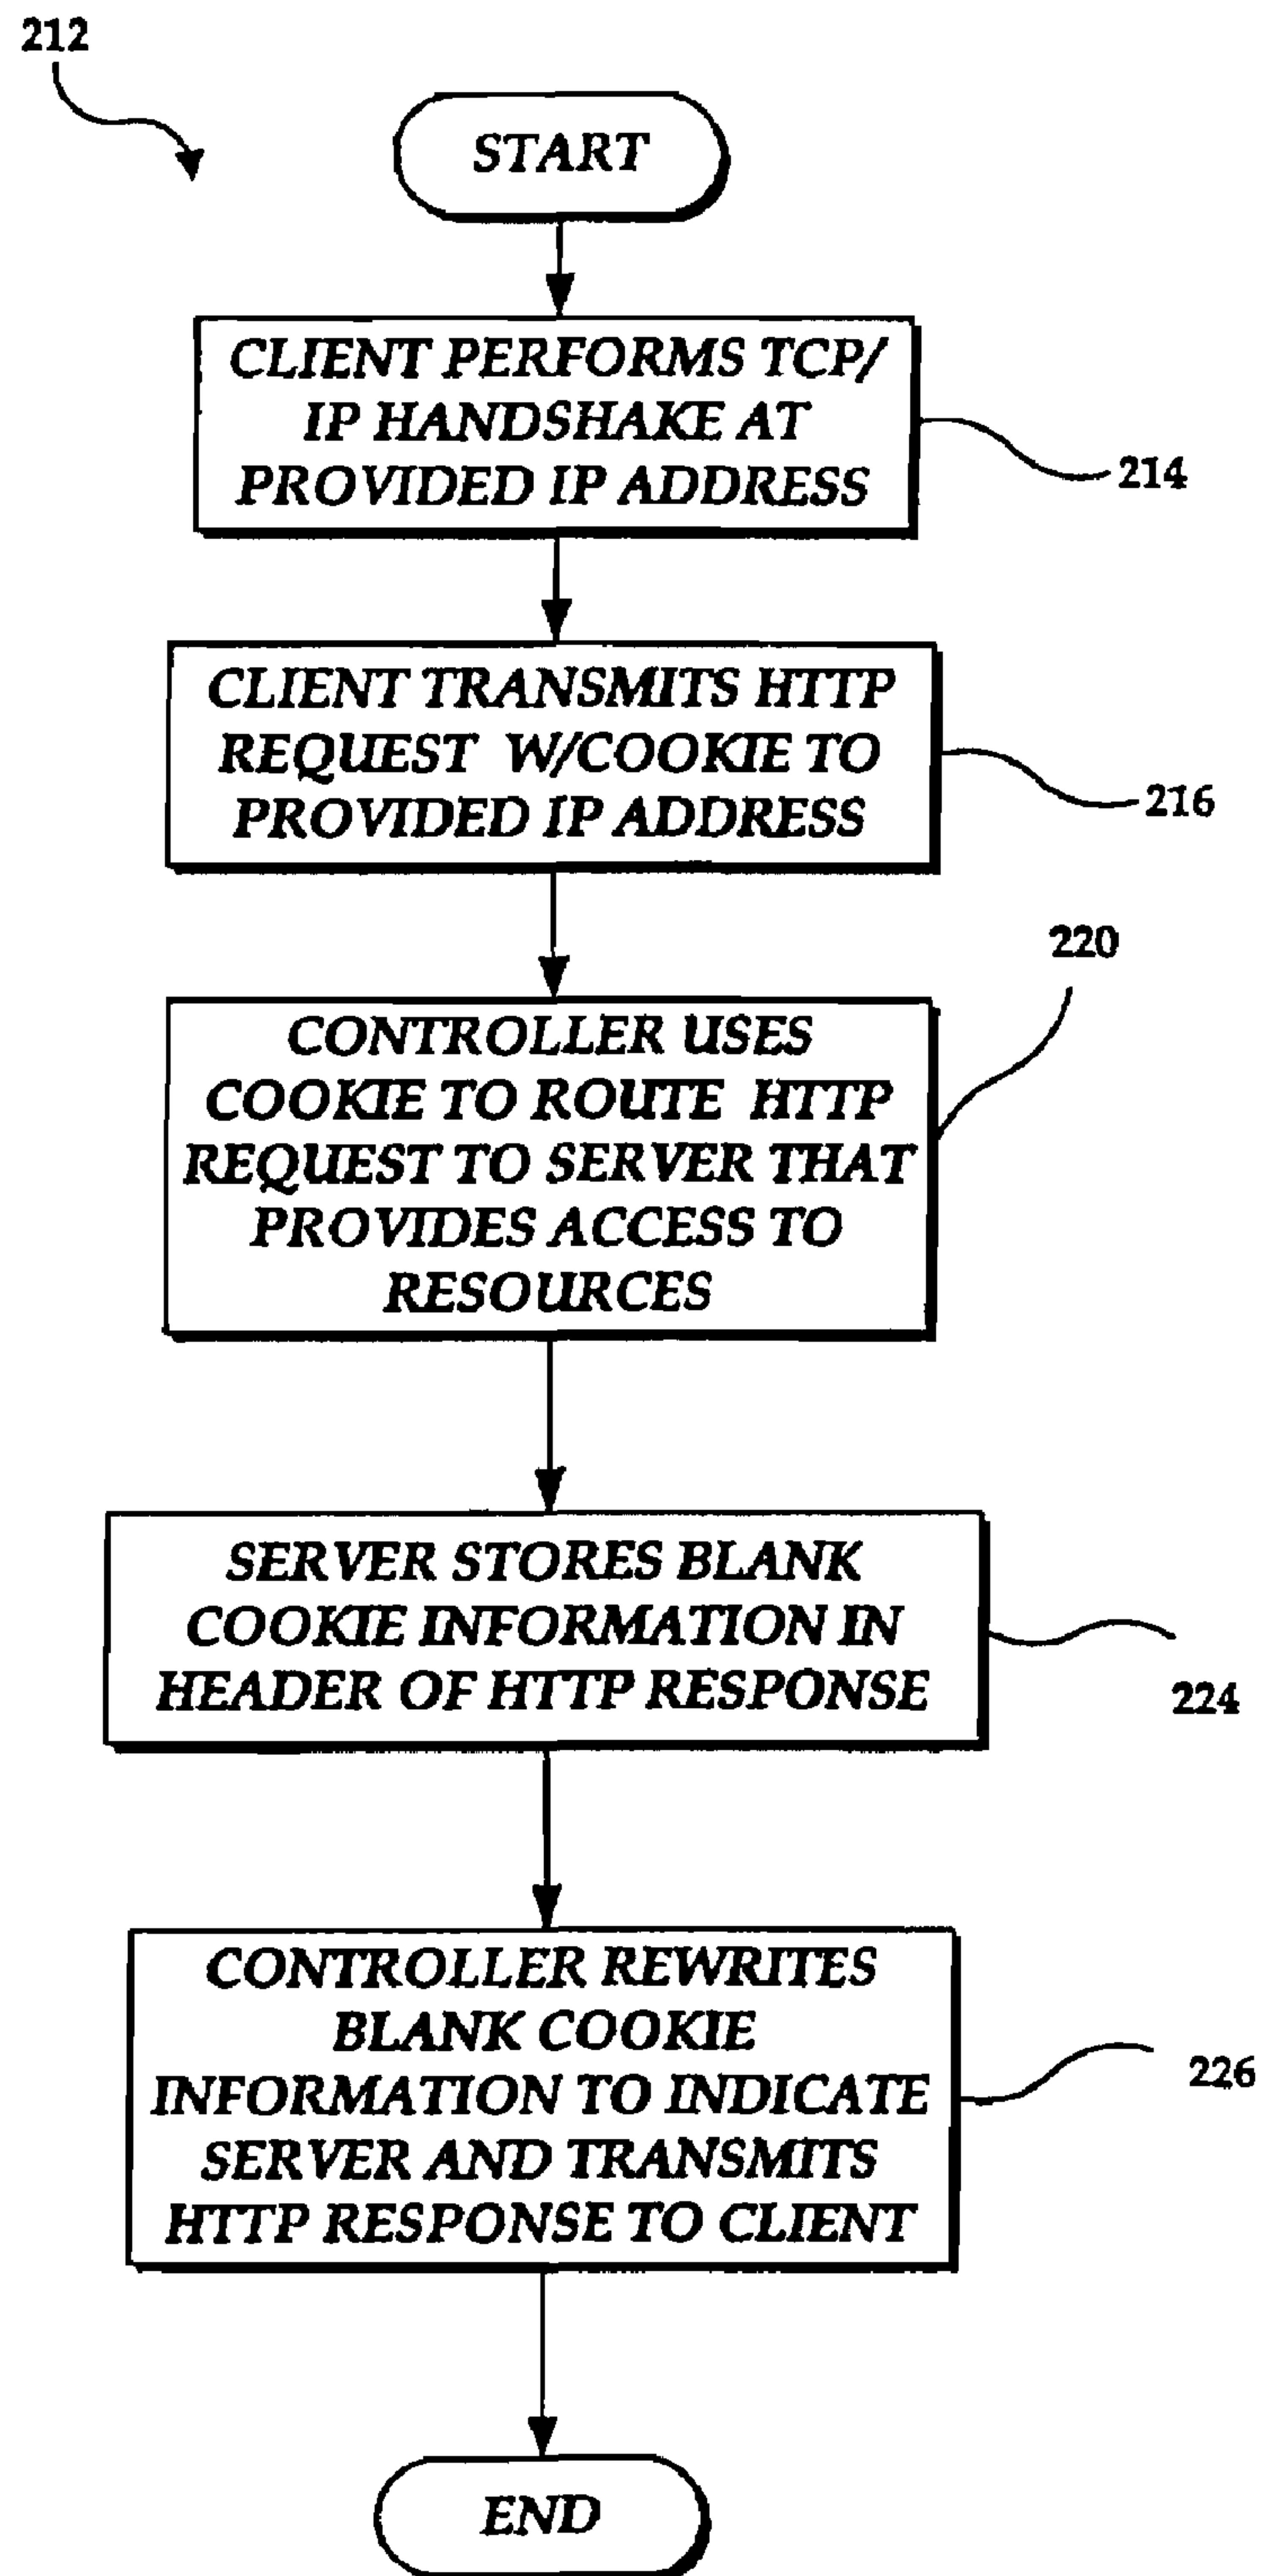 212
START
CLIENT PERFORMS TCP/
IP HANDSHAKE AT
PROVIDED IP ADDRESS
214
CLIENT TRANSMITS HTTP
REQUEST W/COOKIE TO
PROVIDED IP ADDRESS
216
220
CONTROLLER USES
COOKIE TO ROUTE HTTP
REQUEST TO SERVER THAT
PROVIDES ACCESS TO
RESOURCES
SERVER STORES BLANK
COOKIE INFORMATION IN
HEADER OF HTTP RESPONSE
224
CONTROLLER REWRITES
BLANK COOKIE
INFORMATION TO INDICATE
SERVER AND TRANSMITS
HTTP RESPONSE TO CLIENT
226
END